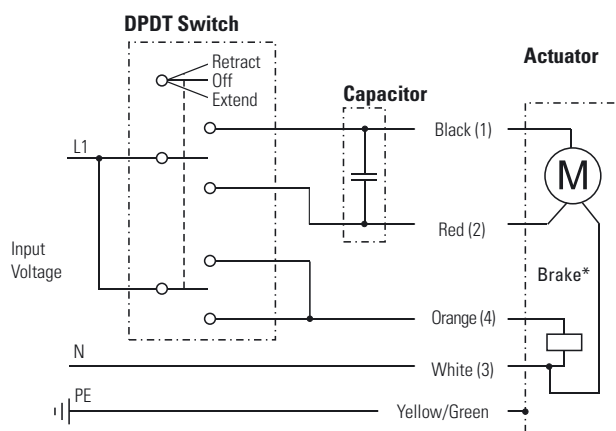 DPDT Switch
Retract
Off
Extend
Actuator
Capacitor
L1
Black (1)
M
Red (2)
Input
Voltage
Brake*
Orange (4)
N
White (3)
PE
Yellow/Green